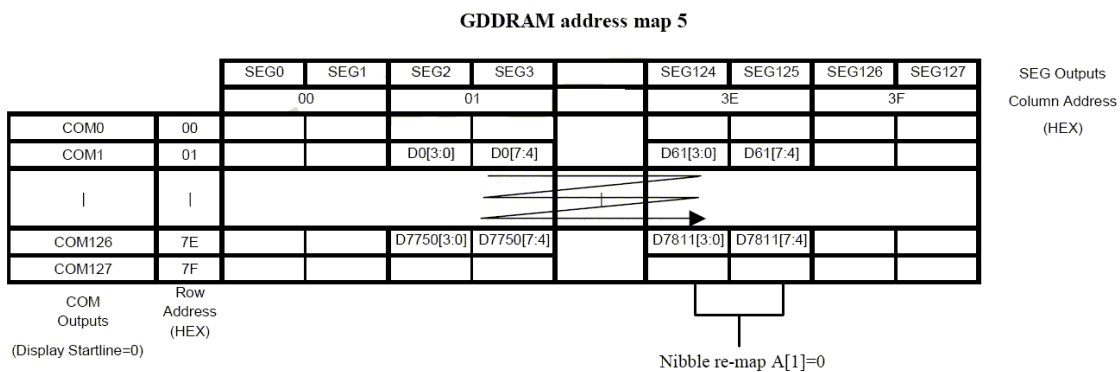 GDDRAM address map 5
SEG0 SEG1 SEG2 SEG3 SEG124 SEG125 SEG126 SEG127 SEG Outputs
00 01 3E 3F Column Address
COM0 00 (HEX)
COM1 01 D0[3:0] D0[7:4] D61[3:0] D61[7:4]
| | |
COM126 7E D7750[3:0] D7750[7:4] D7811[3:0] D7811[7:4]
COM127 7F
COM Outputs
Row Address (HEX)
(Display Startline=0)
Nibble re-map A[1]=0